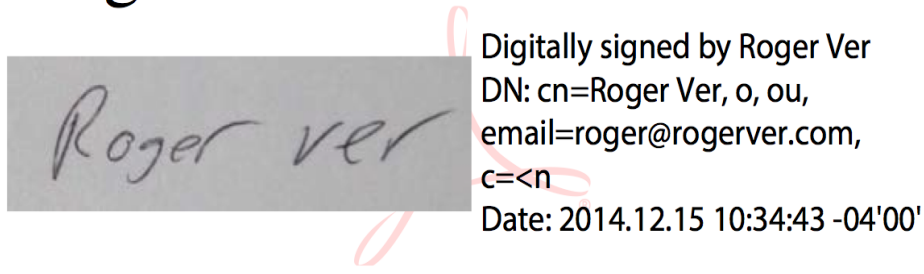 Roger ver
Digitally signed by Roger Ver
DN: cn=Roger Ver, o, ou,
email=roger@rogerver.com,
c=<n
Date: 2014.12.15 10:34:43 -04'00'